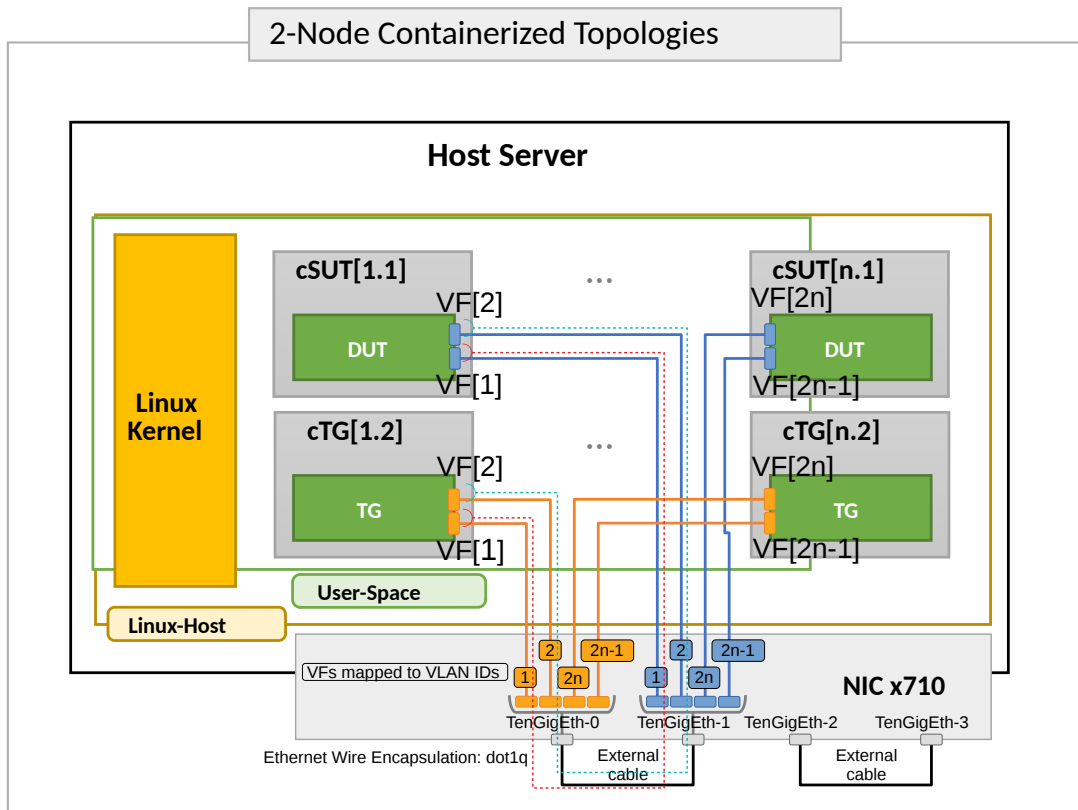 2-Node Containerized Topologies
Host Server
cSUT[1.1]
...
cSUT[n.1]
VF[2]
VF[2n]
DUT
DUT
VF[1]
VF[2n-1]
Linux
Kernel
cTG[1.2]
...
cTG[n.2]
VF[2]
VF[2n]
TG
TG
VF[1]
VF[2n-1]
User-Space
Linux-Host
2
2n-1
2
2n-1
VFs mapped to VLAN IDs
1
2n
1
2n
NIC x710
TenGigEth-0
TenGigEth-1
TenGigEth-2
TenGigEth-3
Ethernet Wire Encapsulation: dot1q
External
cable
External
cable